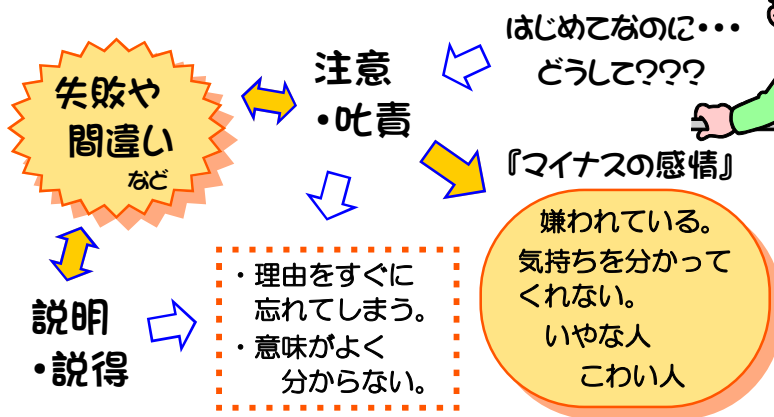 はじめてなのに・・・
どうして???
失敗や
間違い
など
注意
・叱責
『マイナスの感情』
嫌われている。
気持ちを分かって
くれない。
いやな人
こわい人
説明
・説得
・理由をすぐに
忘れてしまう。
・意味がよく
分からない。